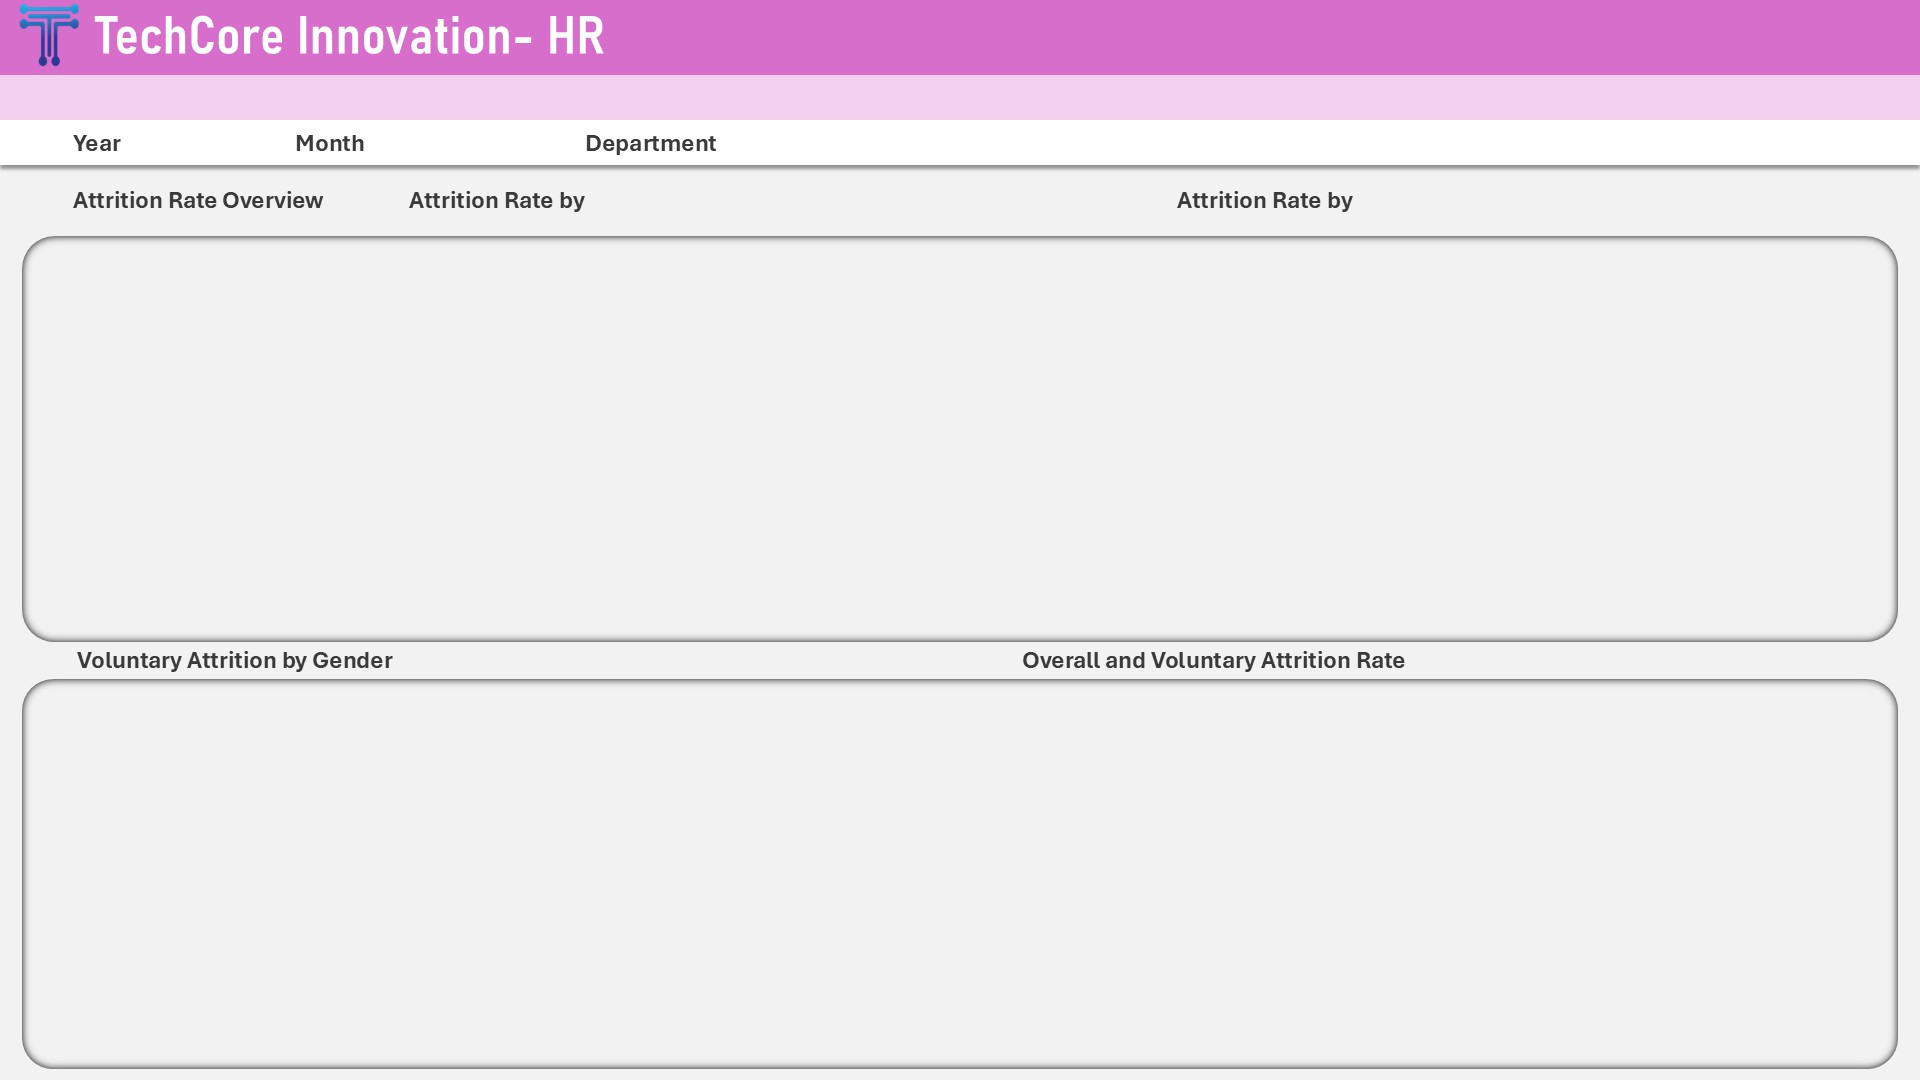 TechCore Innovation- HR
Year Month Department
Attrition Rate Overview Attrition Rate by Attrition Rate by
Voluntary Attrition by Gender Overall and Voluntary Attrition Rate